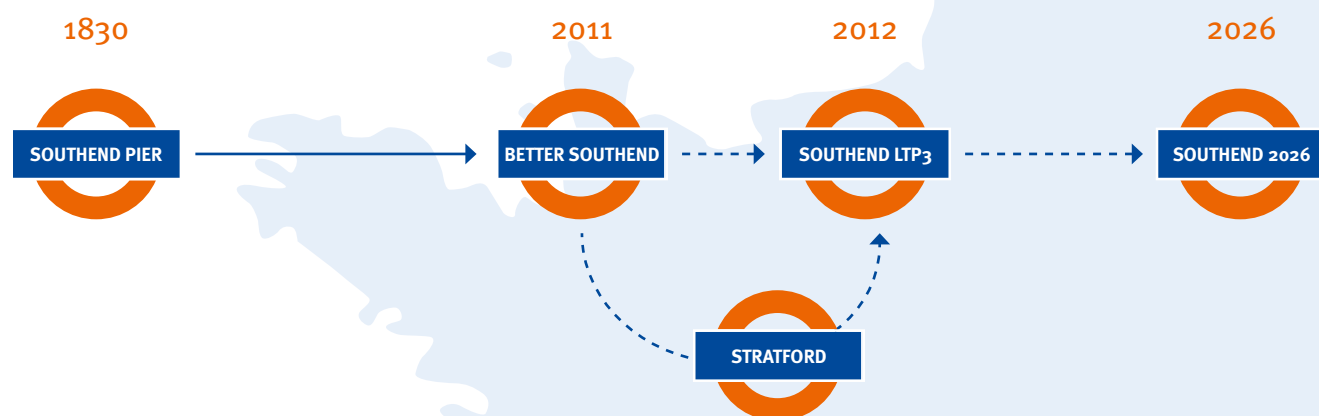 1830
2011
2012
2026
SOUTHEND PIER
BETTER SOUTHEND
SOUTHEND LTP3
SOUTHEND 2026
STRATFORD